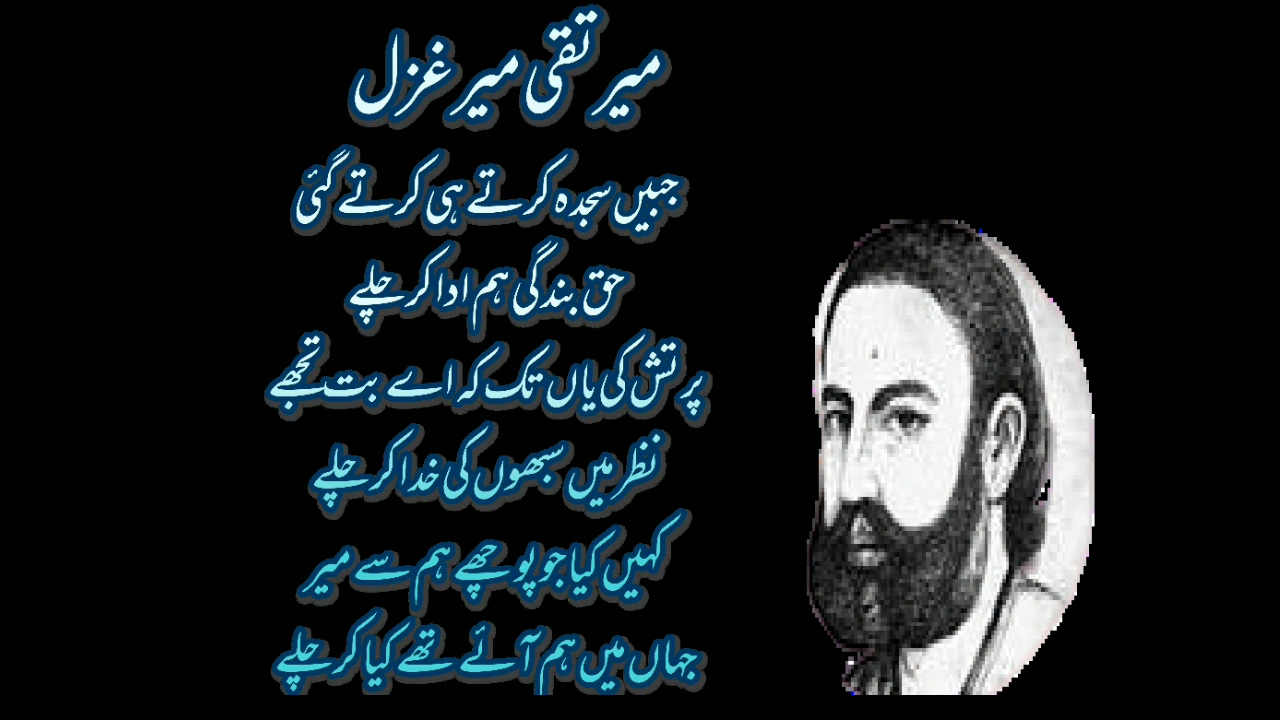 میر تقی میر غزل
جبیں سجدہ کرتے ہی کرتے گئی
حق بندگی ہم ادا کر چلے
پرتش کی یاں تک کہ اے بت تجھے
نظر میں سبھوں کی خدا کر چلے
کہیں کیا جو پوچھے ہم سے میر
جہاں میں ہم آئے تھے کیا کر چلے